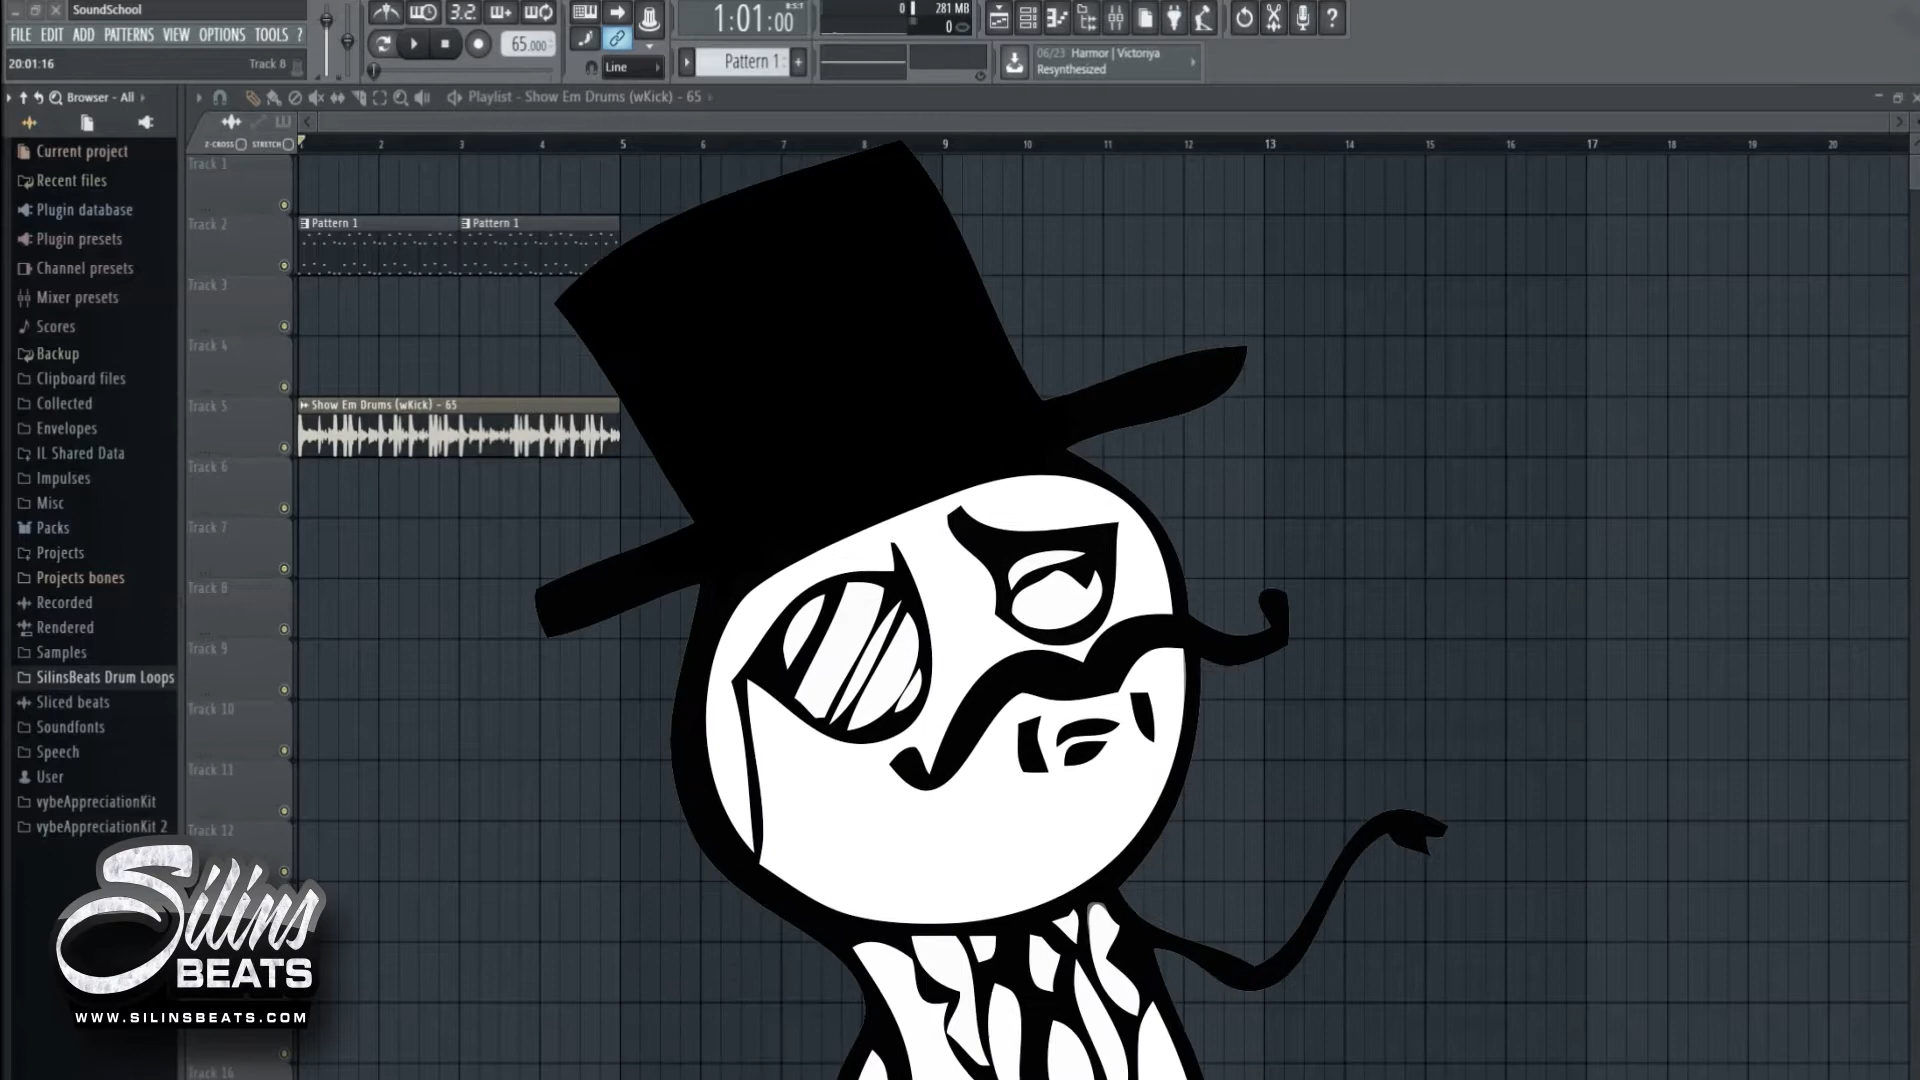 SoundSchool
FILE EDIT ADD PATTERNS VIEW OPTIONS TOOLS ?
20:01:16
Track 8
3.2.
65.000
Line
1:01:00
Pattern 1
0
281 MB
0
06/23 Harmor | Victoriya
Resynthesized
Browser - All
Playlist - Show Em Drums (wKick) - 65
Z-CROSS
STRETCH
2 3 4 5 6 7 8 9 10 11 12 13 14 15 16 17 18 19 20
Current project
Recent files
Plugin database
Plugin presets
Channel presets
Mixer presets
Scores
Backup
Clipboard files
Collected
Envelopes
IL Shared Data
Impulses
Misc
Packs
Projects
Projects bones
Recorded
Rendered
Samples
SilinsBeats Drum Loops
Sliced beats
Soundfonts
Speech
User
vybeAppreciationKit
vybeAppreciationKit 2
Track 1
Track 2
Pattern 1
Pattern 1
Track 3
Track 4
Track 5
Show Em Drums (wKick) - 65
Track 6
Track 7
Track 8
Track 9
Track 10
Track 11
Track 12
Track 16
Silins
BEATS
WWW.SILINSBEATS.COM